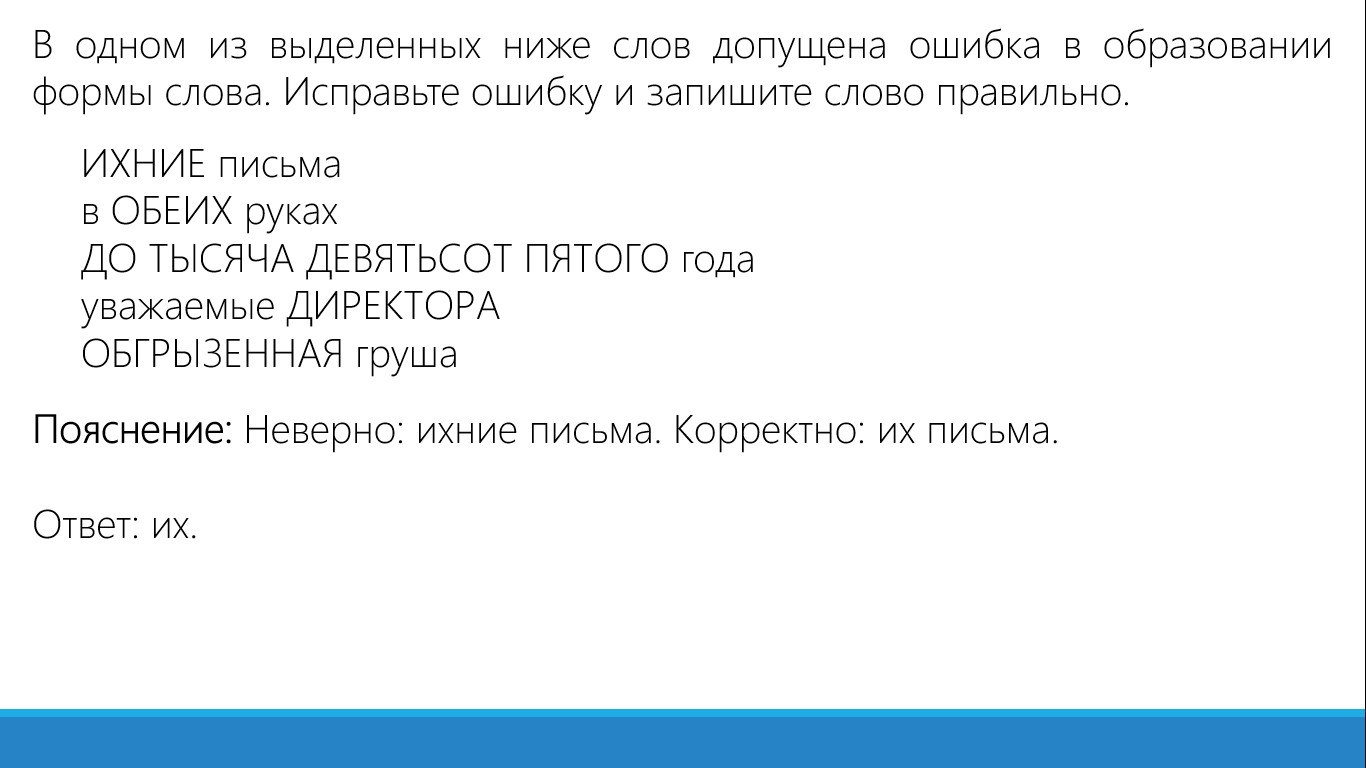 В одном из выделенных ниже слов допущена ошибка в образовании
формы слова. Исправьте ошибку и запишите слово правильно.
ИХНИЕ письма
в ОБЕИХ руках
ДО ТЫСЯЧА ДЕВЯТЬСОТ ПЯТОГО года
уважаемые ДИРЕКТОРА
ОБГРЫЗЕННАЯ груша
Пояснение: Неверно: ихние письма. Корректно: их письма.
Ответ: их.